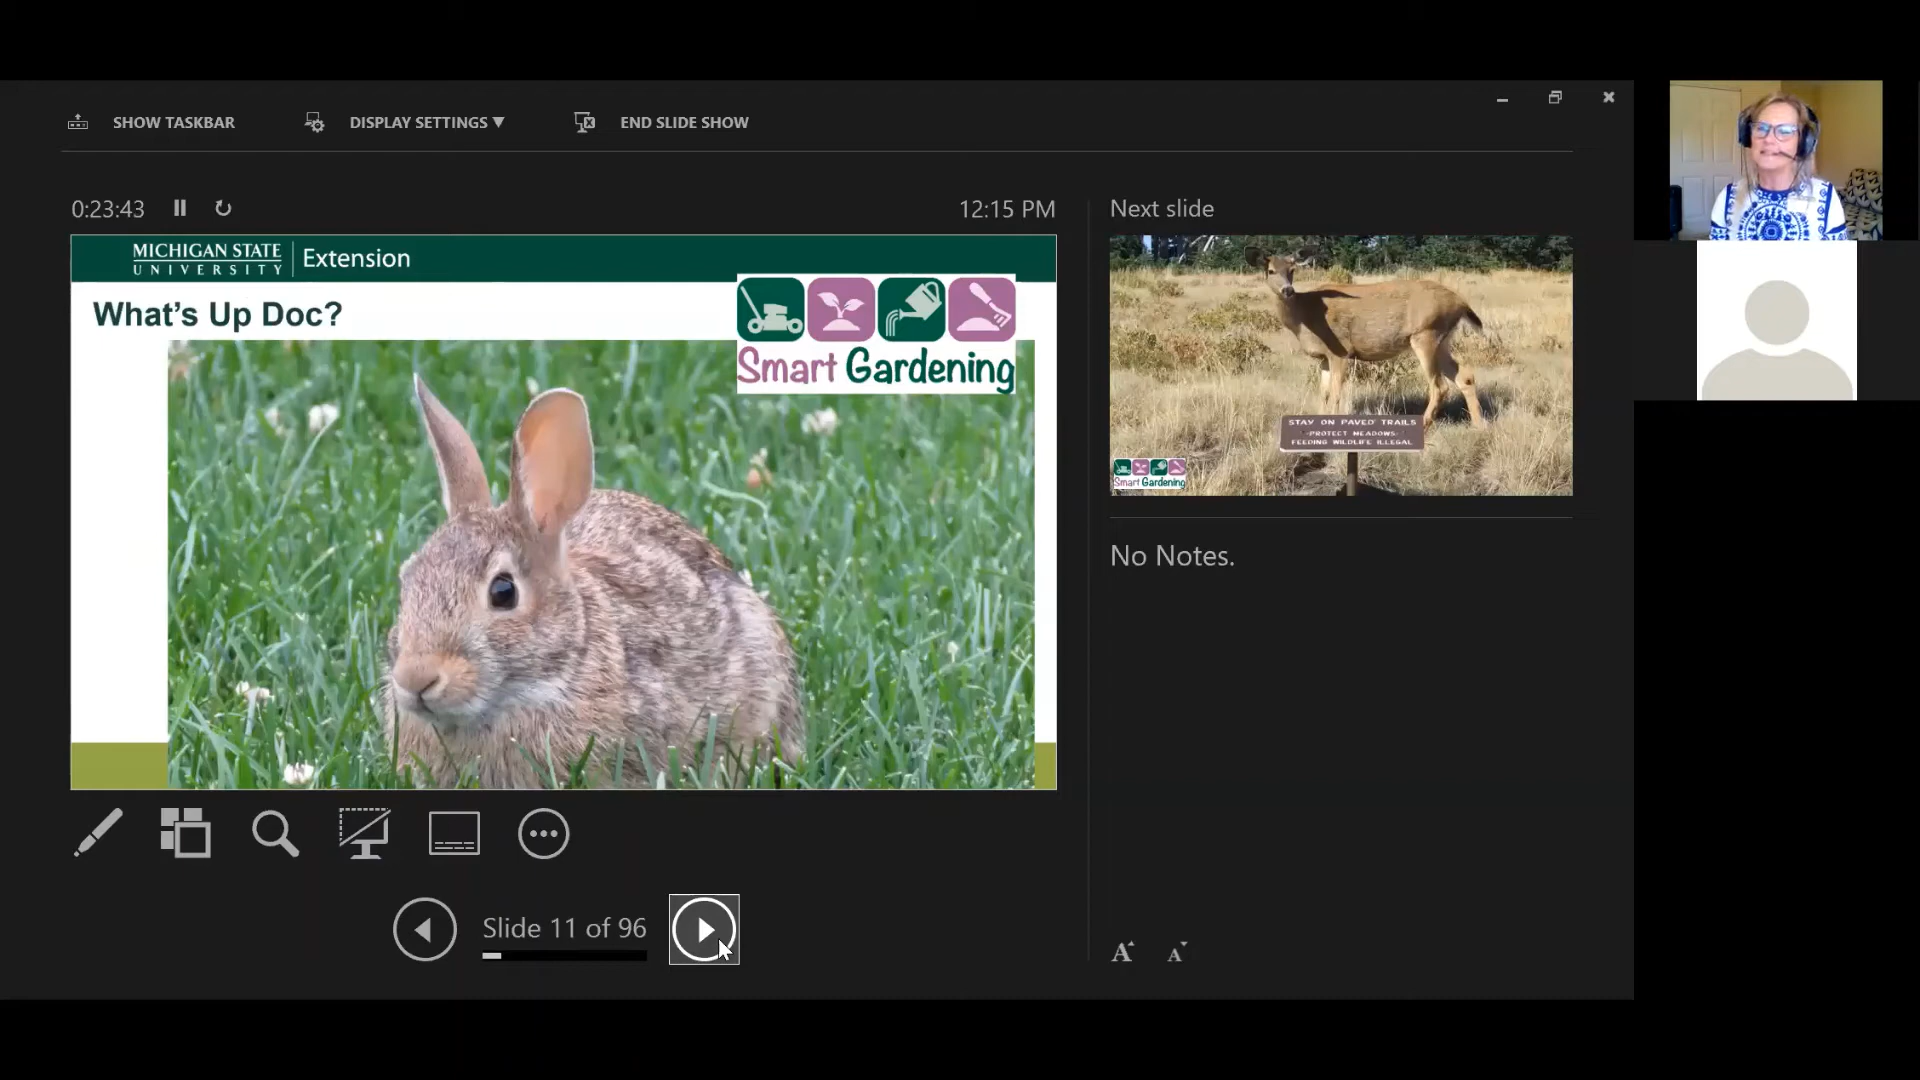 SHOW TASKBAR
DISPLAY SETTINGS ▼
END SLIDE SHOW
0:23:43
12:15 PM
Next slide
MICHIGAN STATE
UNIVERSITY
Extension
What's Up Doc?
Smart Gardening
STAY ON PAVED TRAILS
-PROTECT MEADOWS-
FEEDING WILDLIFE ILLEGAL
Smart Gardening
No Notes.
Slide 11 of 96
A A